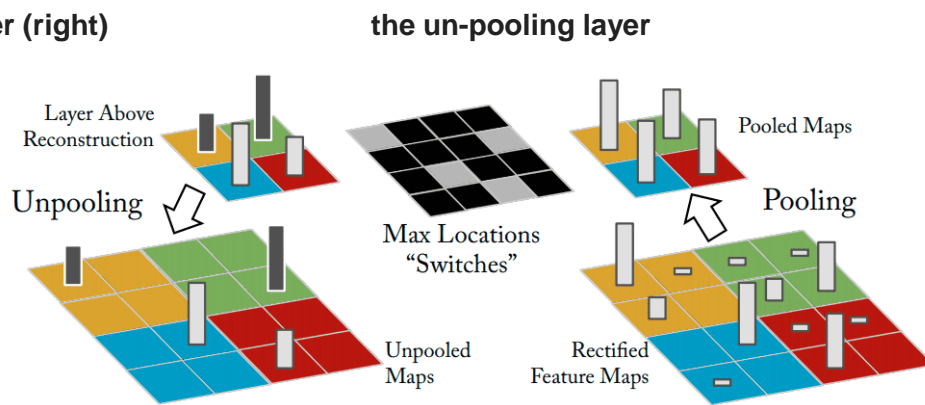 er (right)
the un-pooling layer
Layer Above
Reconstruction
Pooled Maps
Unpooling
Pooling
Max Locations
“Switches”
Unpooled
Maps
Rectified
Feature Maps